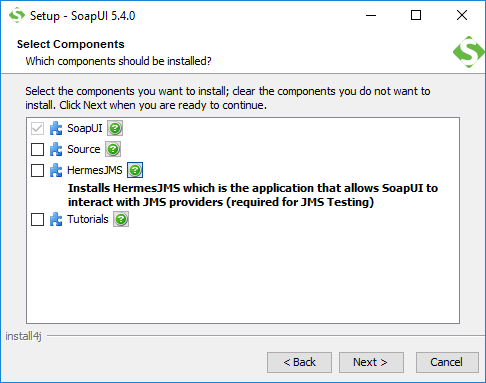 Setup - SoapUI 5.4.0
Select Components
Which components should be installed?
Select the components you want to install; clear the components you do not want to
install. Click Next when you are ready to continue.
SoapUI
Source
HermesJMS
Installs HermesJMS which is the application that allows SoapUI to
interact with JMS providers (required for JMS Testing)
Tutorials
install4j
< Back
Next >
Cancel